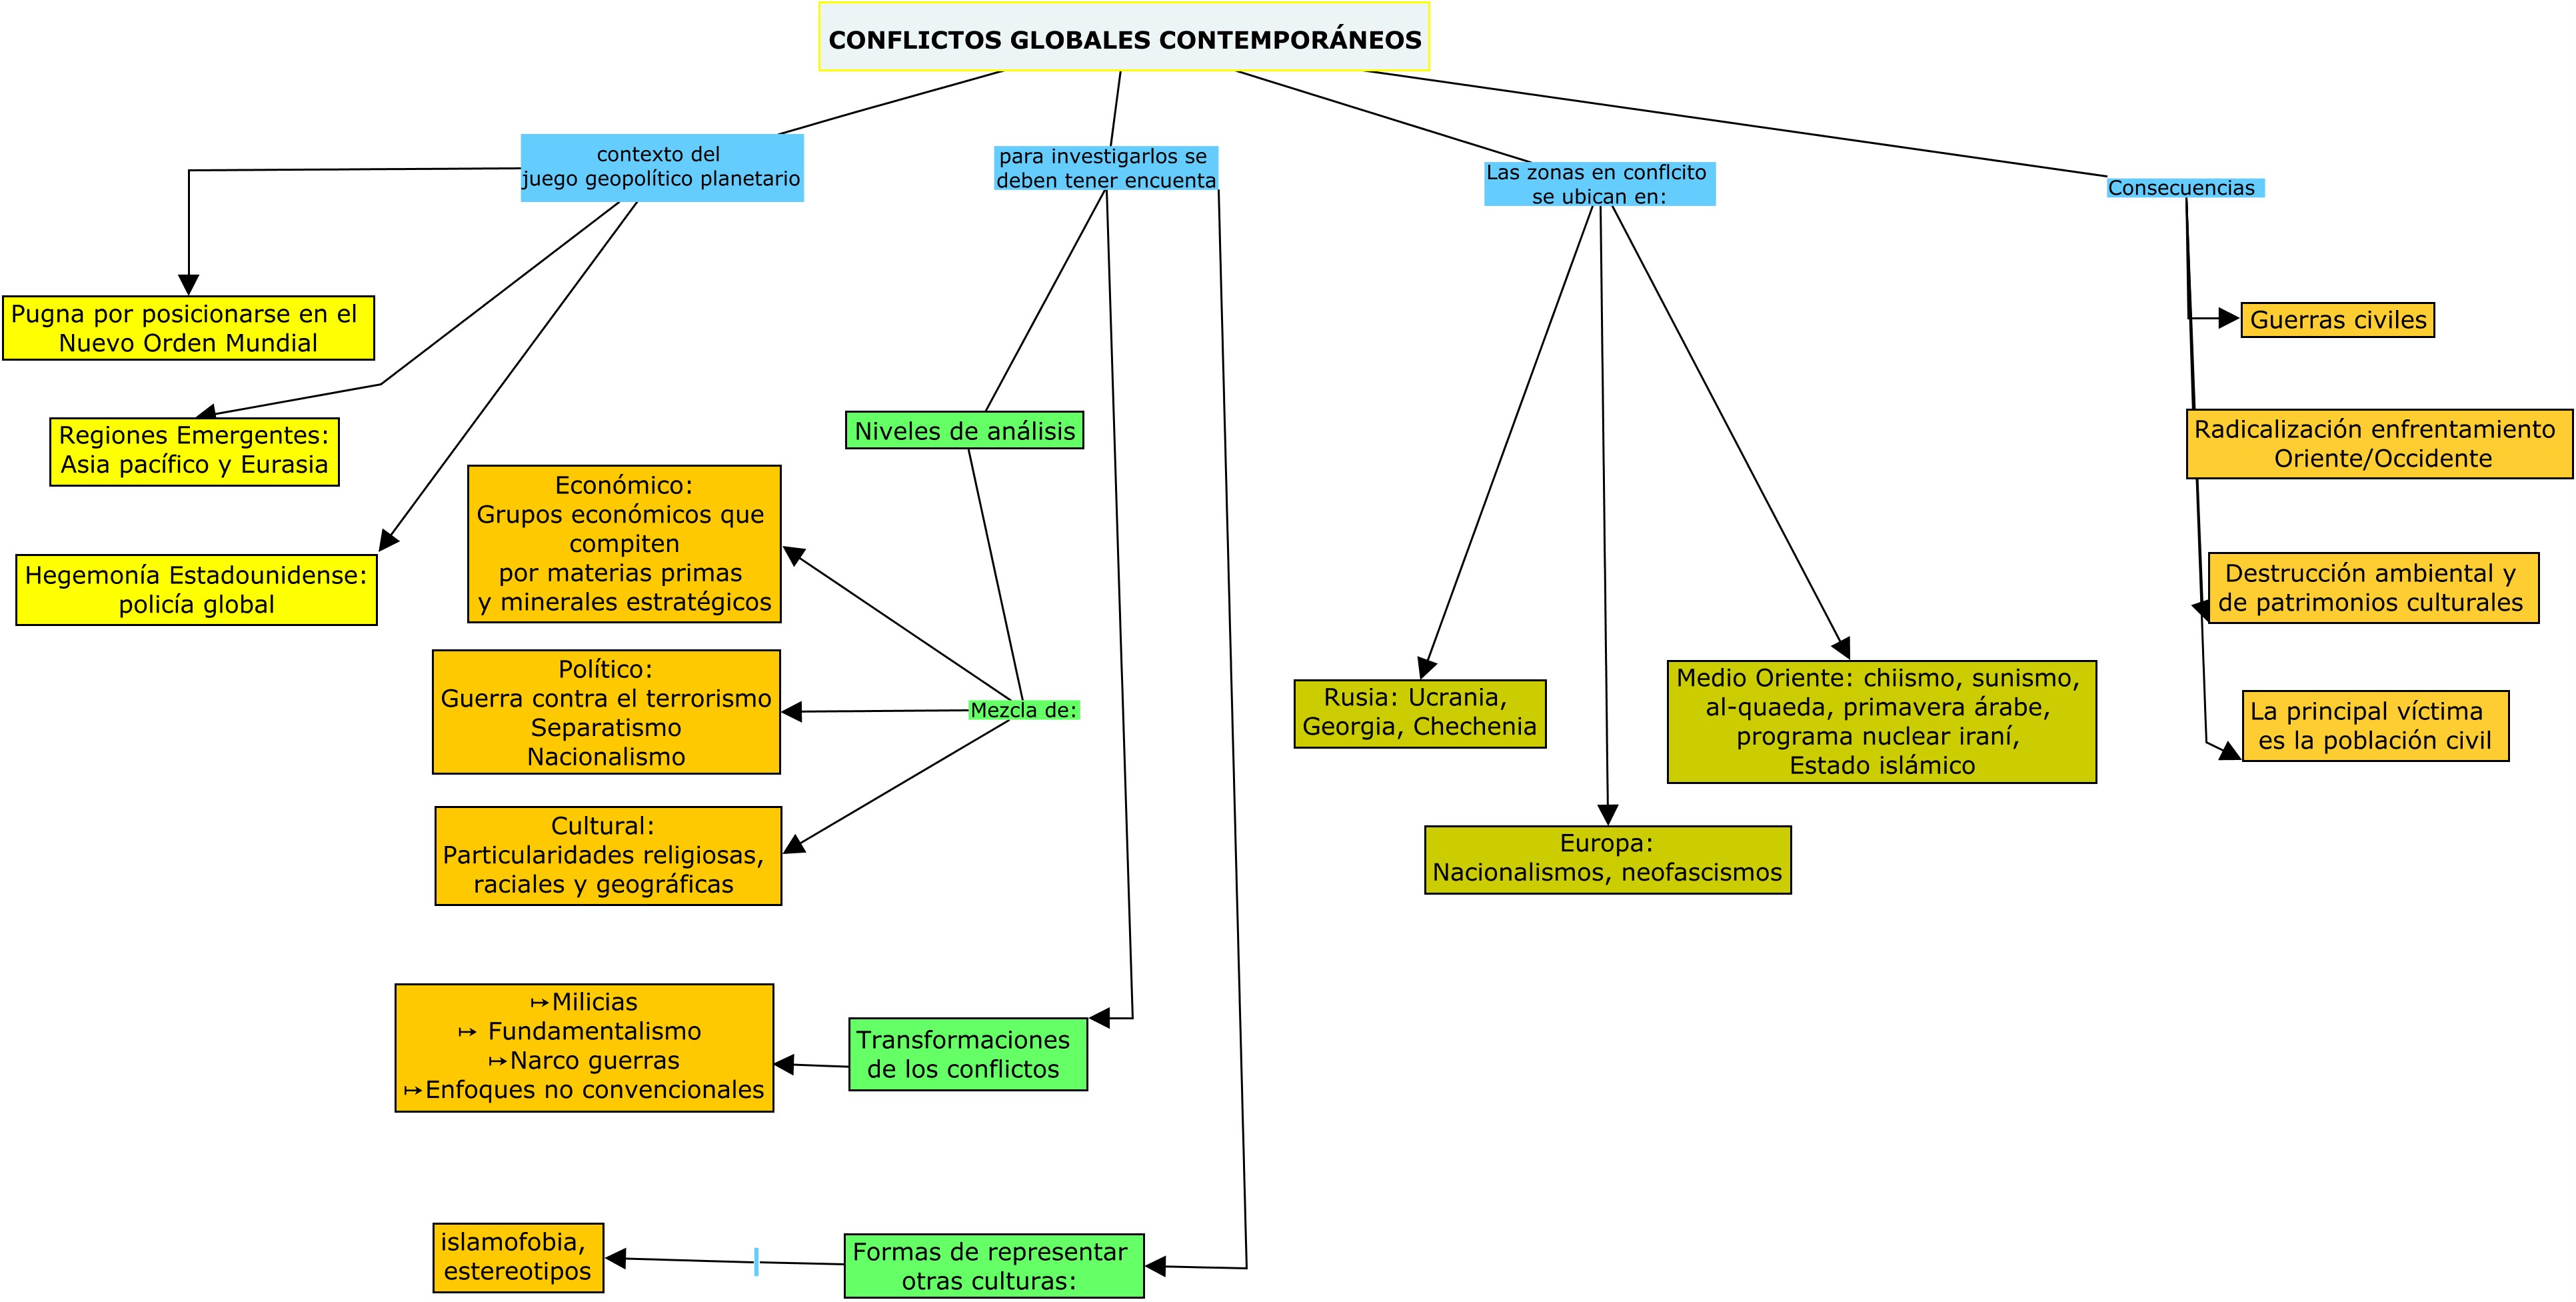 CONFLICTOS GLOBALES CONTEMPORÁNEOS
contexto del
juego geopolítico planetario
Pugna por posicionarse en el
Nuevo Orden Mundial
Regiones Emergentes:
Asia pacífico y Eurasia
Hegemonía Estadounidense:
policía global
para investigarlos se
deben tener encuenta
Niveles de análisis
Mezcla de:
Económico:
Grupos económicos que
compiten
por materias primas
y minerales estratégicos
Político:
Guerra contra el terrorismo
Separatismo
Nacionalismo
Cultural:
Particularidades religiosas,
raciales y geográficas
Transformaciones
de los conflictos
↦Milicias
↦ Fundamentalismo
↦Narco guerras
↦Enfoques no convencionales
Formas de representar
otras culturas:
islamofobia,
estereotipos
Las zonas en conflcito
se ubican en:
Rusia: Ucrania,
Georgia, Chechenia
Europa:
Nacionalismos, neofascismos
Medio Oriente: chiismo, sunismo,
al-quaeda, primavera árabe,
programa nuclear iraní,
Estado islámico
Consecuencias
Guerras civiles
Radicalización enfrentamiento
Oriente/Occidente
Destrucción ambiental y
de patrimonios culturales
La principal víctima
es la población civil